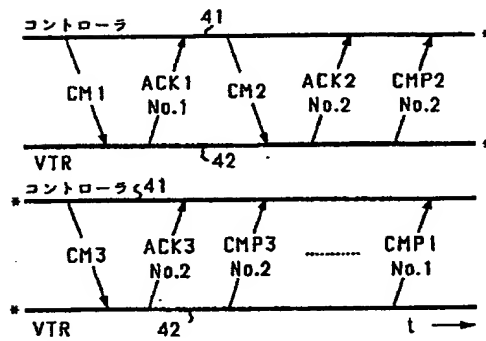 コントローラ 41
CM1 ACK1 No.1 CM2 ACK2 No.2 CMP2 No.2
VTR 42
*
*
* コントローラ 41
CM3 ACK3 No.2 CMP3 No.2 ......... CMP1 No.1
* VTR 42 t